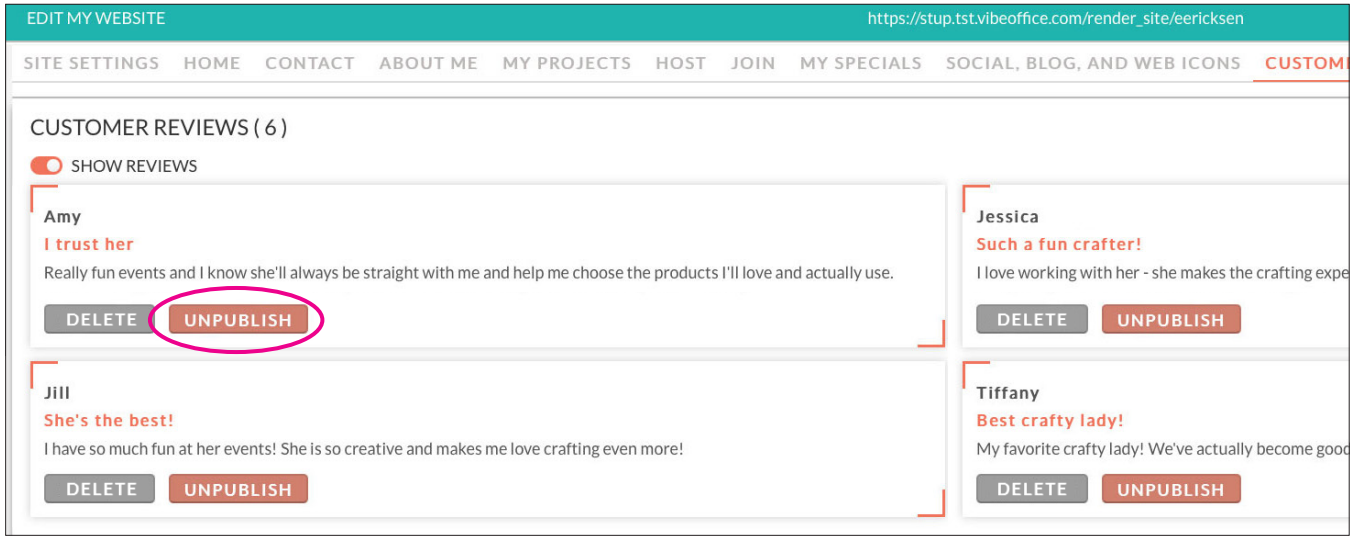 EDIT MY WEBSITE https://stup.tst.vibeoffice.com/render_site/eericksen
SITE SETTINGS HOME CONTACT ABOUT ME MY PROJECTS HOST JOIN MY SPECIALS SOCIAL, BLOG, AND WEB ICONS
CUSTOMER REVIEWS ( 6 )
SHOW REVIEWS
Amy
I trust her
Really fun events and I know she'll always be straight with me and help me choose the products I'll love and actually use.
DELETE UNPUBLISH
Jessica
Such a fun crafter!
I love working with her - she makes the crafting
DELETE UNPUBLISH
Jill
She's the best!
I have so much fun at her events! She is so creative and makes me love crafting even more!
DELETE UNPUBLISH
Tiffany
Best crafty lady!
My favorite crafty lady! We've actually become good
DELETE UNPUBLISH